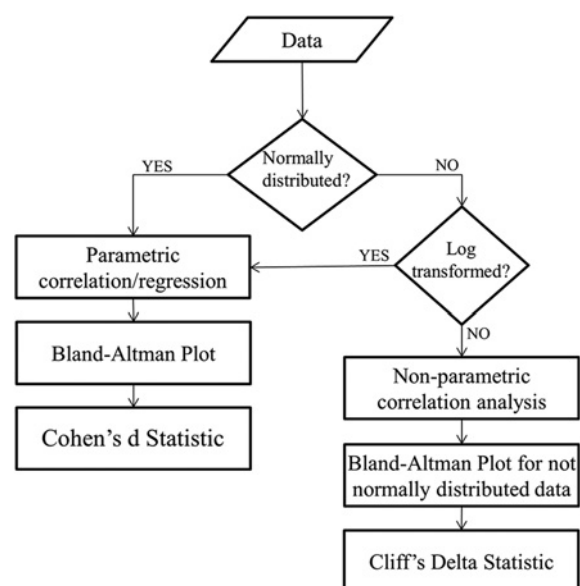 Data
Normally
distributed?
YES
NO
Parametric
correlation/regression
YES
Log
transformed?
Bland-Altman Plot
NO
Cohen's d Statistic
Non-parametric
correlation analysis
Bland-Altman Plot for not
normally distributed data
Cliff's Delta Statistic